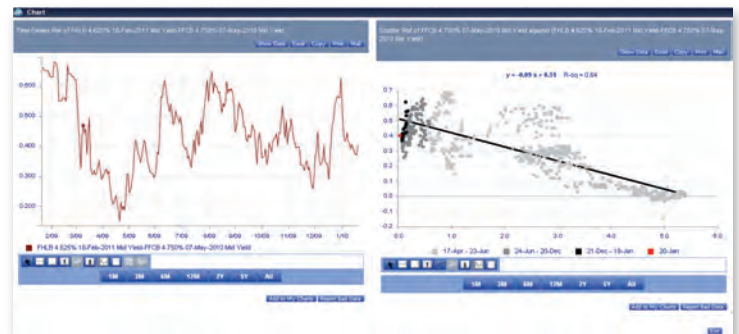 Chart
Time Series Plot of FHLB 4.625% 18-Feb-2011 Mid Yield-FFCB 4.750% 07-May-2010 Mid Yield
Show Data Excel Copy Print Mail
0.600
0.400
0.300
0.200
2/09 3/09 4/09 5/09 6/09 7/09 8/09 9/09 10/09 11/09 12/09 1/10
FHLB 4.625% 18-Feb-2011 Mid Yield-FFCB 4.750% 07-May-2010 Mid Yield
1M 3M 6M 12M 2Y 5Y All
Add to My Charts Report Bad Data
Scatter Plot of FFCB 4.750% 07-May-2010 Mid Yield against (FHLB 4.625% 18-Feb-2011 Mid Yield-FFCB 4.750% 07-May-
2010 Mid Yield)
Show Data Excel Copy Print Mail
y = -0.09 x + 0.51 R-sq = 0.84
0.7
0.6
0.5
0.4
0.3
0.2
0.1
0.0
-0.1
-0.2
0.0 1.0 2.0 3.0 4.0 5.0 6.0
17-Apr - 23-Jun 24-Jun - 20-Dec 21-Dec - 19-Jan 20-Jan
1M 3M 6M 12M 2Y 5Y All
Add to My Charts Report Bad Data